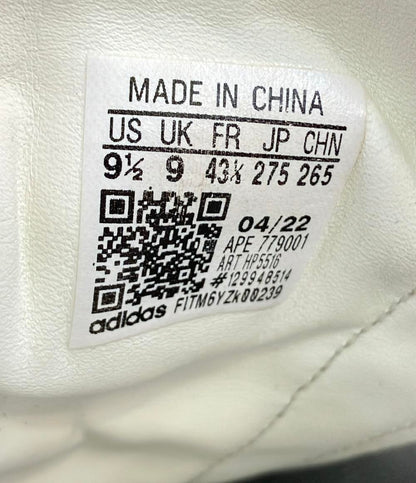 MADE IN CHINA
US UK FR JP CHN
9½ 9 43⅓ 275 265
04/22
APE 779001
ART HP5516
#129948514
adidas FITM6YZk00239